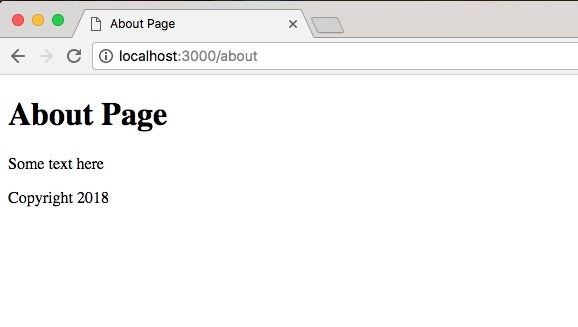 About Page
localhost:3000/about
About Page
Some text here
Copyright 2018